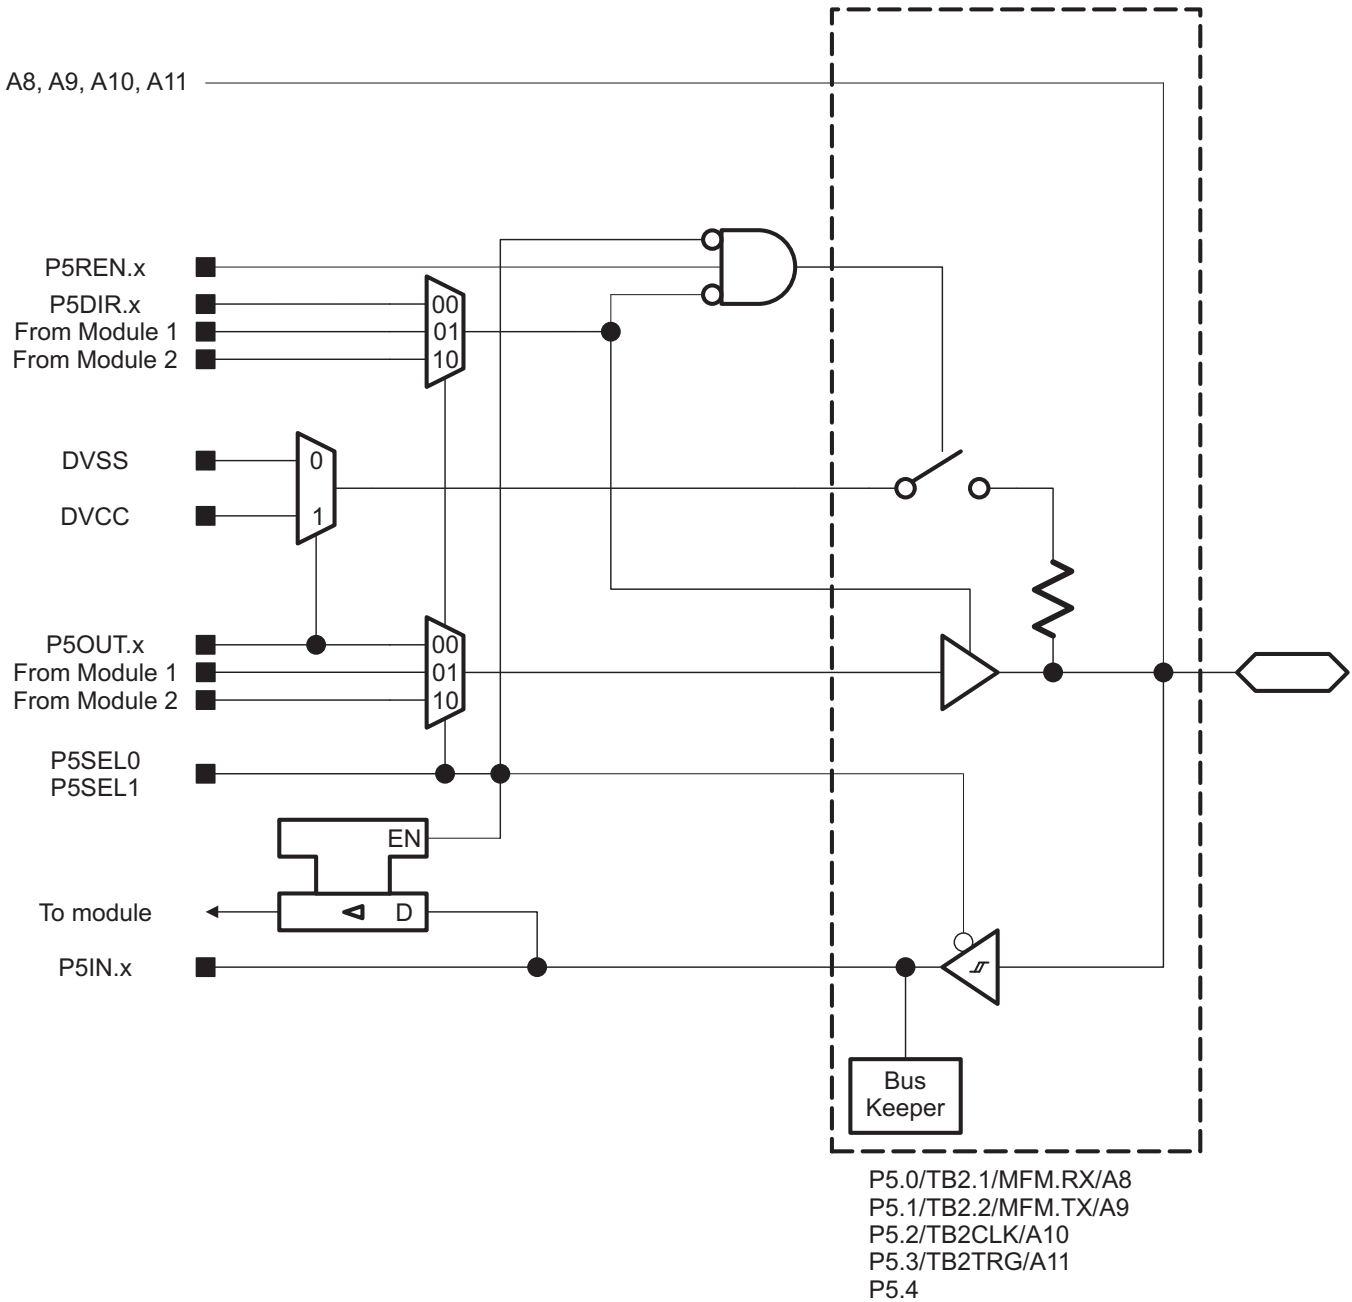 A8, A9, A10, A11
P5REN.x
P5DIR.x
From Module 1
From Module 2
00
01
10
DVSS
DVCC
0
1
P5OUT.x
From Module 1
From Module 2
00
01
10
P5SEL0
P5SEL1
EN
To module
D
P5IN.x
Bus
Keeper
P5.0/TB2.1/MFM.RX/A8
P5.1/TB2.2/MFM.TX/A9
P5.2/TB2CLK/A10
P5.3/TB2TRG/A11
P5.4